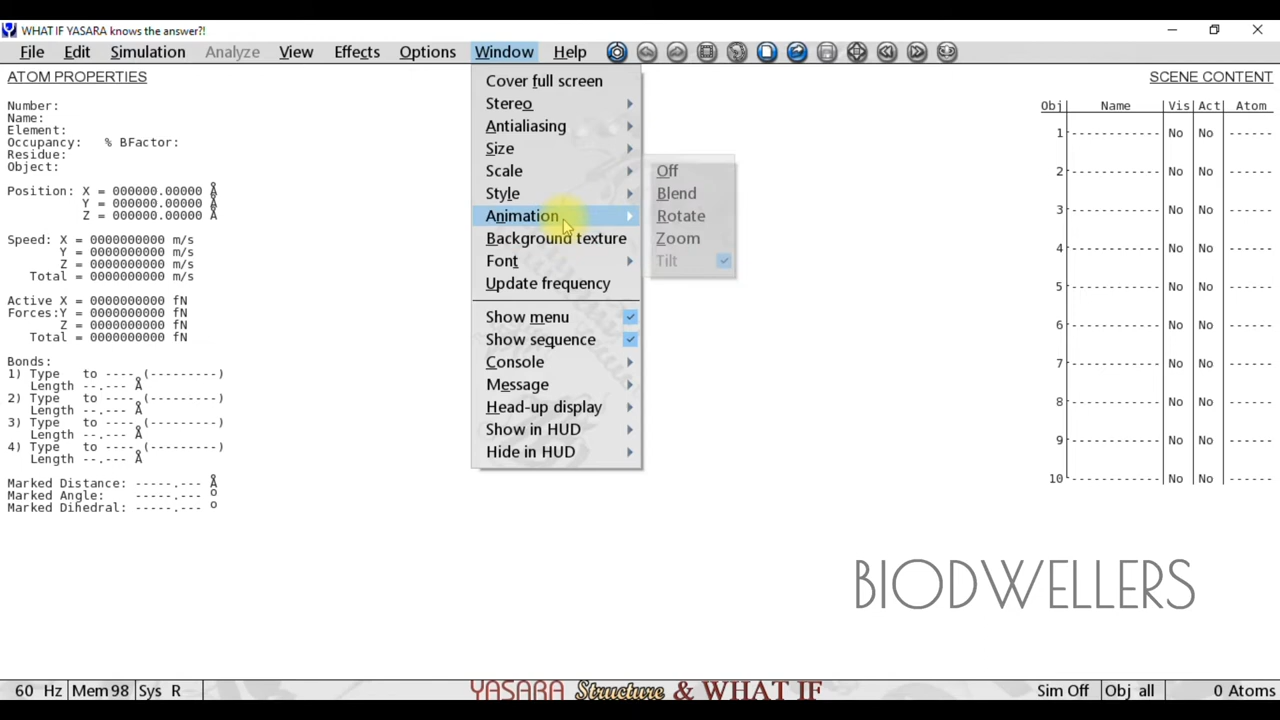 WHAT IF YASARA knows the answer?!
File Edit Simulation Analyze View Effects Options Window Help
ATOM PROPERTIES
Number:
Name:
Element:
Occupancy: % BFactor:
Residue:
Object:
Position: X = 000000.00000 Å
Y = 000000.00000 Å
Z = 000000.00000 Å
Speed: X = 0000000000 m/s
Y = 0000000000 m/s
Z = 0000000000 m/s
Total = 0000000000 m/s
Active X = 0000000000 fN
Forces:Y = 0000000000 fN
Z = 0000000000 fN
Total = 0000000000 fN
Bonds:
1) Type to ----.(---------)
Length --.--- Å
2) Type to ----.(---------)
Length --.--- Å
3) Type to ----.(---------)
Length --.--- Å
4) Type to ----.(---------)
Length --.--- Å
Marked Distance: -----.--- Å
Marked Angle: -----.--- o
Marked Dihedral: -----.--- o
Cover full screen
Stereo
Antialiasing
Size
Scale
Style
Animation
Background texture
Font
Update frequency
Show menu
Show sequence
Console
Message
Head-up display
Show in HUD
Hide in HUD
Off
Blend
Rotate
Zoom
Tilt
SCENE CONTENT
Obj Name Vis Act Atom
1 ------------ No No ------
2 ------------ No No ------
3 ------------ No No ------
4 ------------ No No ------
5 ------------ No No ------
6 ------------ No No ------
7 ------------ No No ------
8 ------------ No No ------
9 ------------ No No ------
10 ------------ No No ------
BIODWELLERS
60 Hz Mem 98 Sys R YASARA Structure & WHAT IF Sim Off Obj all 0 Atoms